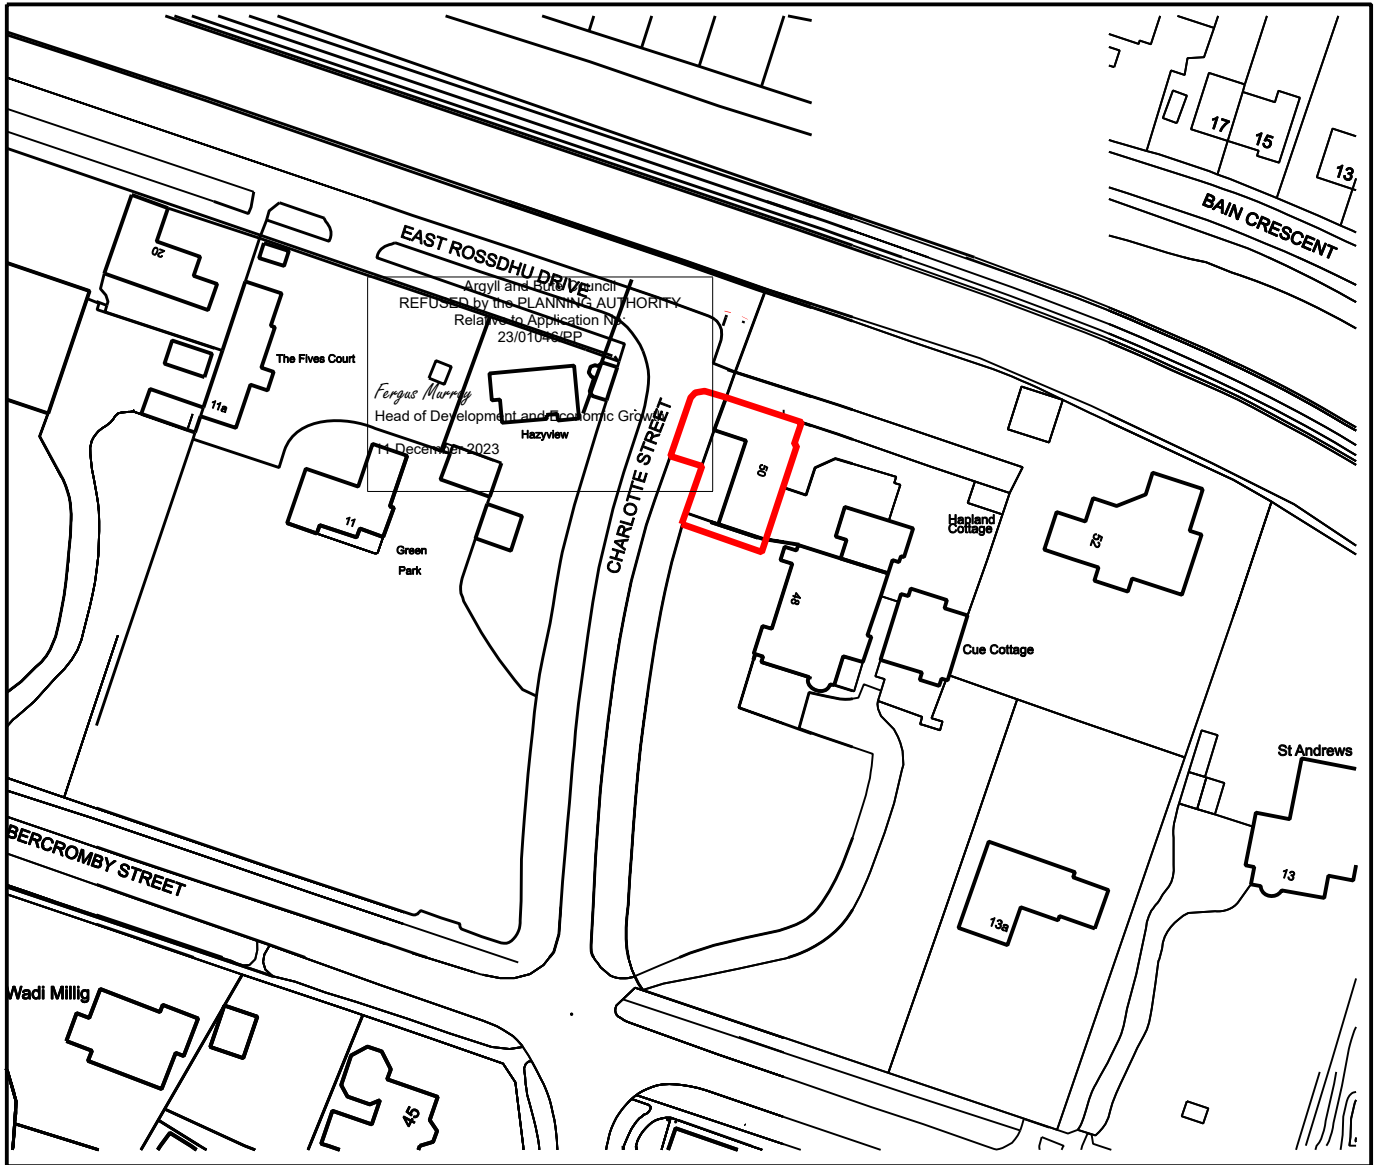 17
15
13
BAIN CRESCENT
EAST ROSSDHU DRIVE
20
Argyll and Bute Council
REFUSED by the PLANNING AUTHORITY
Relative to Application No:
23/01046/PP
The Fives Court
11a
Fergus Murray
Head of Development and Economic Growth
Hazyview
11 December 2023
11
Green
Park
CHARLOTTE STREET
50
Hapland
Cottage
52
48
Cue Cottage
St Andrews
13
13a
BERCROMBY STREET
Wadi Millig
45